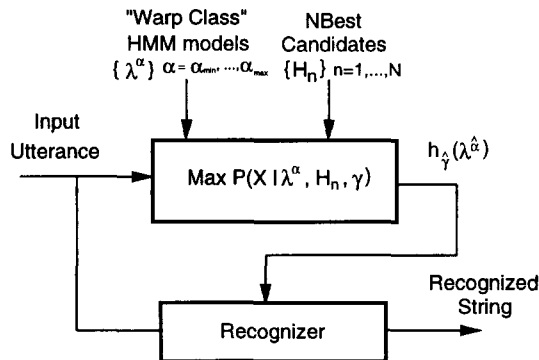 "Warp Class"
HMM models
{ λ^α } α = α_min, ..., α_max
NBest
Candidates
{H_n} n=1,...,N
Input
Utterance
Max P(X | λ^α, H_n, γ)
h_γ̂(λ^α̂)
Recognized
String
Recognizer